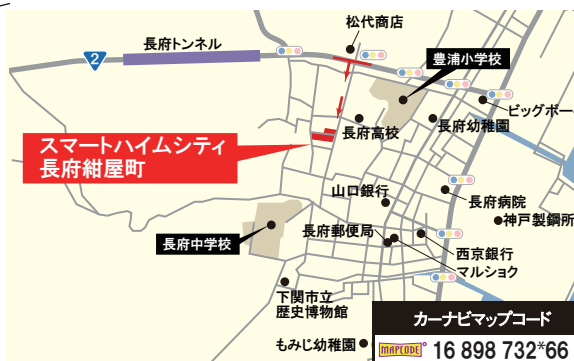 松代商店
長府トンネル
2
豊浦小学校
ビッグボー
長府高校
長府幼稚園
スマートハイムシティ
長府紺屋町
山口銀行
長府病院
神戸製鋼所
長府郵便局
長府中学校
西京銀行
マルショク
下関市立
歴史博物館
もみじ幼稚園
カーナビマップコード
MAPCODE 16 898 732*66